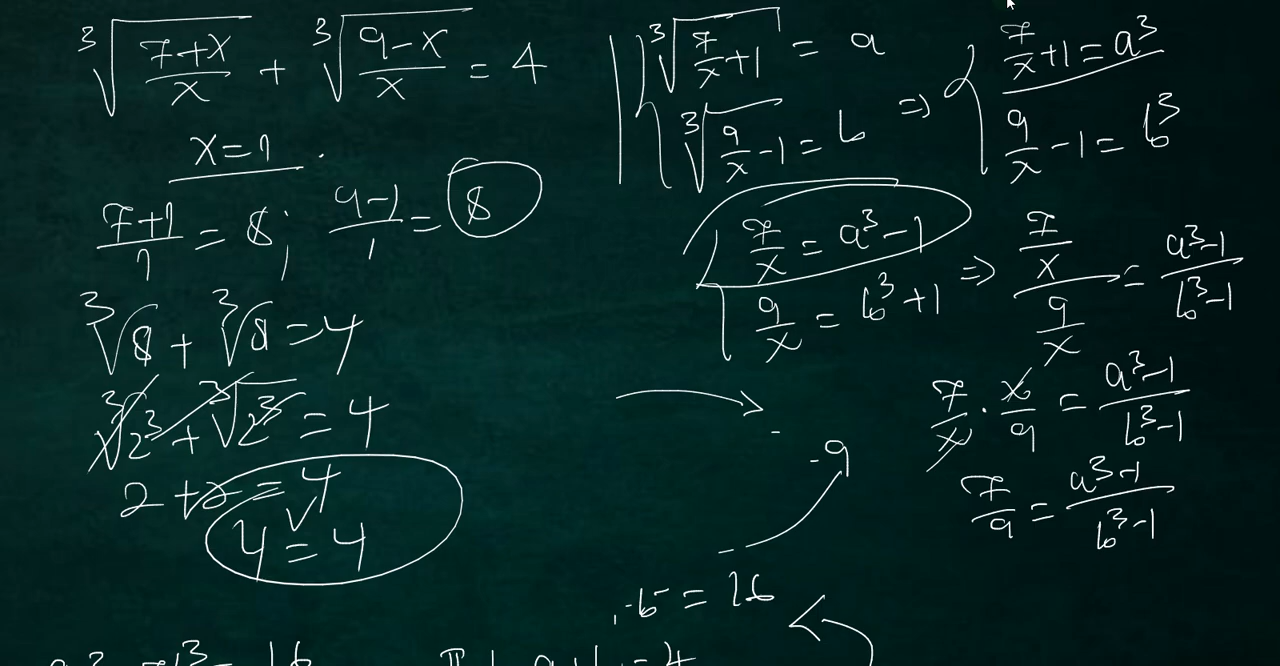 ∛((7+x)/x) + ∛((9-x)/x) = 4
x=1
(7+1)/1 = 8; (9-1)/1 = 8
∛8 + ∛8 = 4
∛2³ + ∛2³ = 4
2+2=4
4=4
∛(7/x+1) = a
∛(9/x-1) = b
=>
7/x+1=a³
9/x-1=b³
7/x = a³-1
9/x = b³+1
=> (7/x)/(9/x) = (a³-1)/(b³-1)
7/x · x/9 = (a³-1)/(b³-1)
7/9 = (a³-1)/(b³-1)
-9
= 16